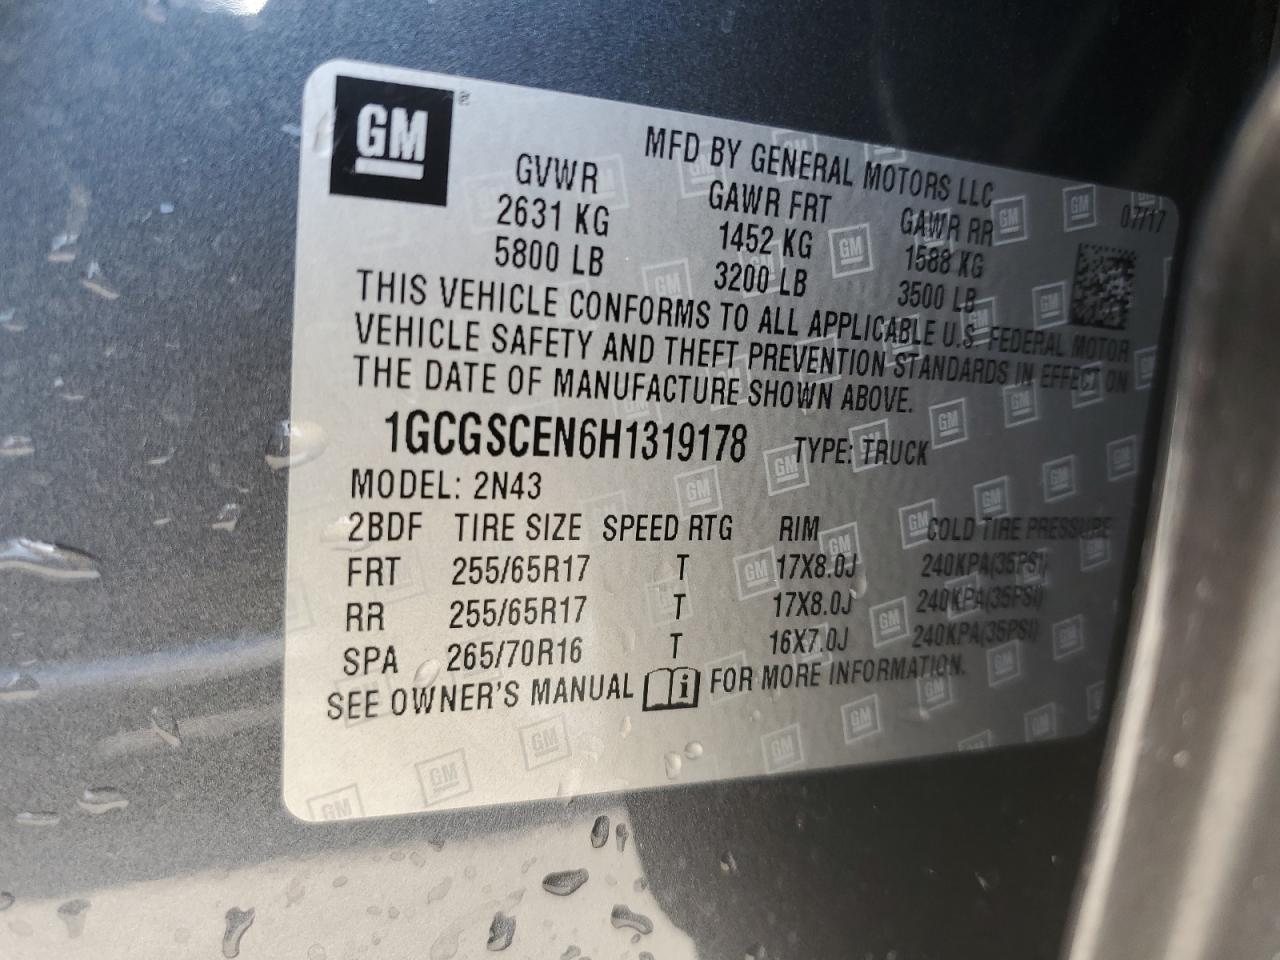 GM ®
MFD BY GENERAL MOTORS LLC
07/17
GVWR GAWR FRT GAWR RR
2631 KG 1452 KG 1588 KG
5800 LB 3200 LB 3500 LB
THIS VEHICLE CONFORMS TO ALL APPLICABLE U.S. FEDERAL MOTOR
VEHICLE SAFETY AND THEFT PREVENTION STANDARDS IN EFFECT ON
THE DATE OF MANUFACTURE SHOWN ABOVE.
1GCGSCEN6H1319178 TYPE: TRUCK
MODEL: 2N43
2BDF TIRE SIZE SPEED RTG RIM COLD TIRE PRESSURE
FRT 255/65R17 T 17X8.0J 240KPA(35PSI)
RR 255/65R17 T 17X8.0J 240KPA(35PSI)
SPA 265/70R16 T 16X7.0J 240KPA(35PSI)
SEE OWNER'S MANUAL i FOR MORE INFORMATION.